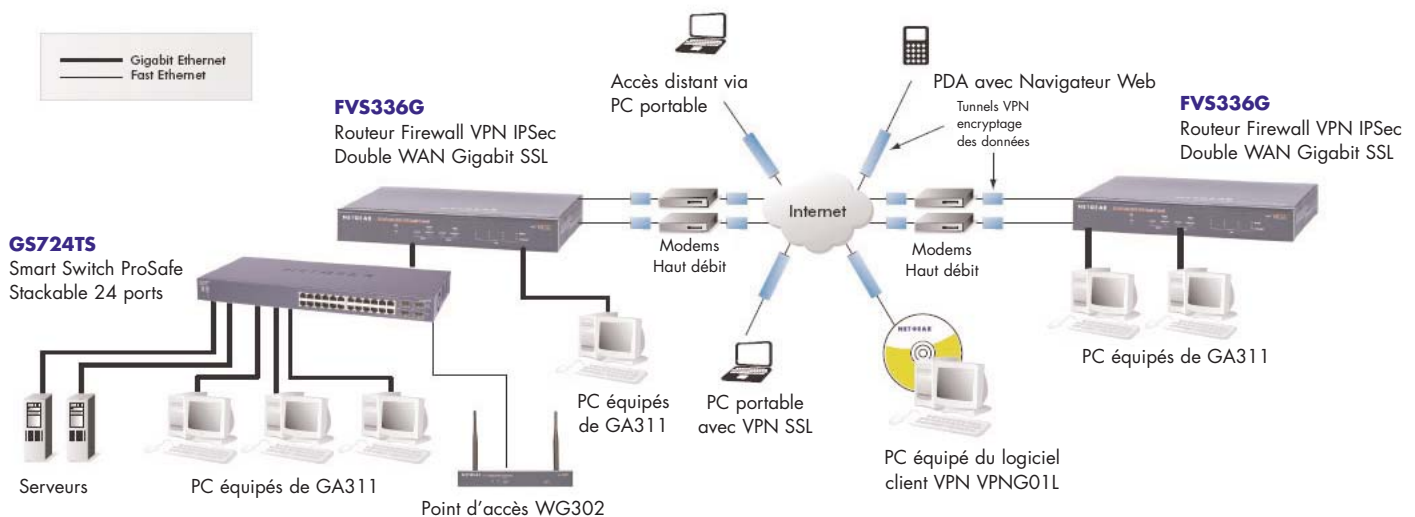 Gigabit Ethernet
Fast Ethernet
FVS336G
Routeur Firewall VPN IPSec
Double WAN Gigabit SSL
Accès distant via
PC portable
PDA avec Navigateur Web
Tunnels VPN
encryptage
des données
FVS336G
Routeur Firewall VPN IPSec
Double WAN Gigabit SSL
NETGEAR
Internet
NETGEAR
Modems
Haut débit
Modems
Haut débit
GS724TS
Smart Switch ProSafe
Stackable 24 ports
NETGEAR
NETGEAR
PC équipés de GA311
PC équipés
de GA311
PC portable
avec VPN SSL
PC équipé du logiciel
client VPN VPNG01L
Serveurs
PC équipés de GA311
Point d’accès WG302